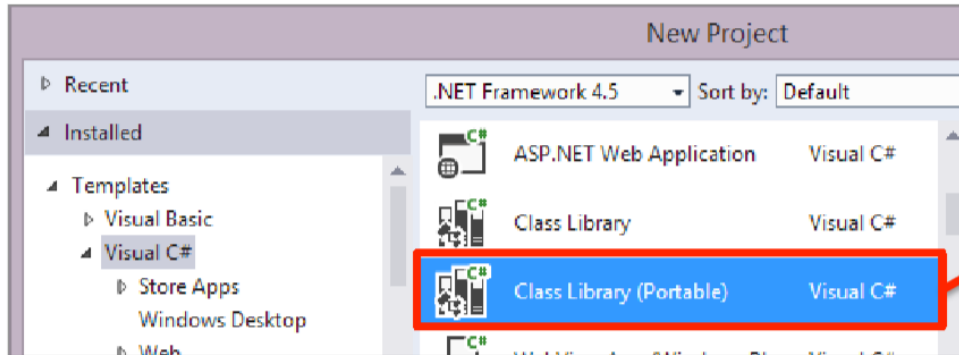 New Project
Recent
.NET Framework 4.5 Sort by: Default
Installed
ASP.NET Web Application Visual C#
Templates
Visual Basic
Class Library Visual C#
Visual C#
Store Apps
Class Library (Portable) Visual C#
Windows Desktop
Web